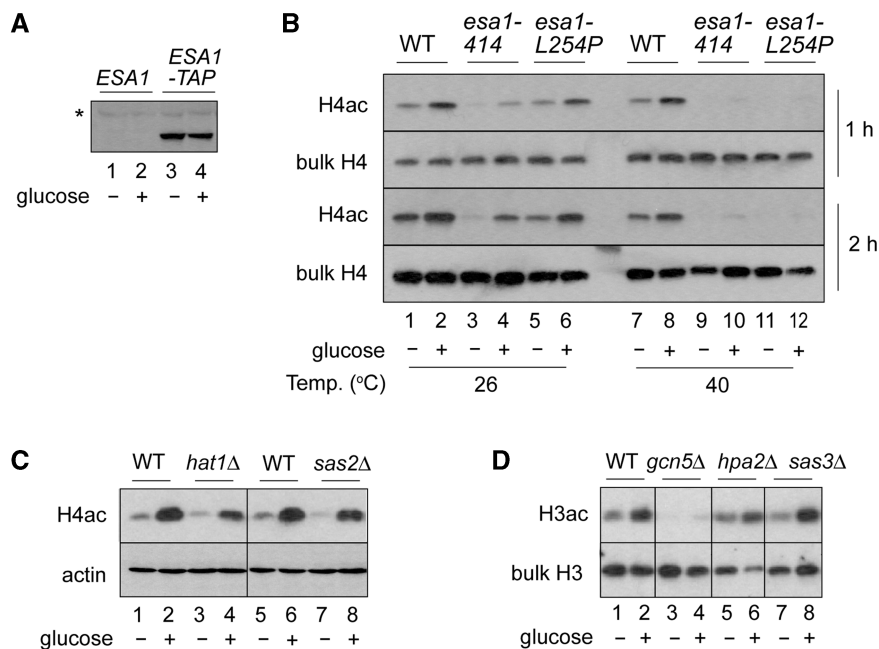 A
ESA1
ESA1
-TAP
*
1 2 3 4
glucose − + − +
B
WT esa1-414 esa1-L254P WT esa1-414 esa1-L254P
H4ac
bulk H4
1 h
H4ac
bulk H4
2 h
1 2 3 4 5 6 7 8 9 10 11 12
glucose − + − + − + − + − + − +
Temp. (oC) 26 40
C
WT hat1Δ WT sas2Δ
H4ac
actin
1 2 3 4 5 6 7 8
glucose − + − + − + − +
D
WT gcn5Δ hpa2Δ sas3Δ
H3ac
bulk H3
1 2 3 4 5 6 7 8
glucose − + − + − + − +